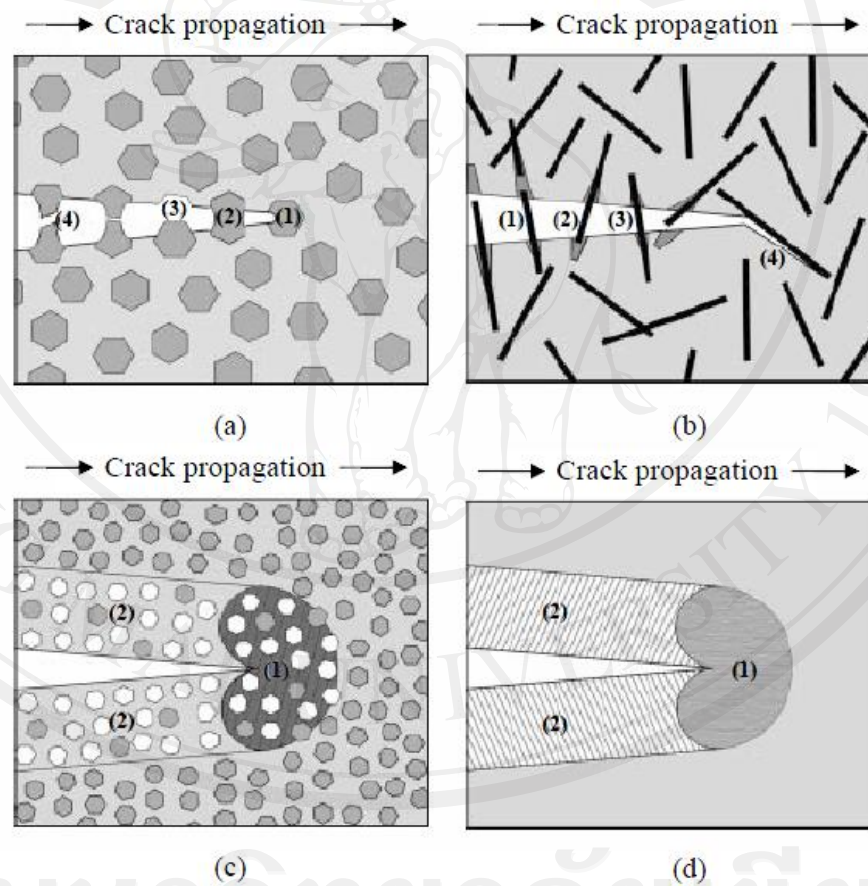 Crack propagation
Crack propagation
(4) (3) (2) (1)
(1) (2) (3)
(4)
(a)
(b)
Crack propagation
Crack propagation
(2)
(2)
(1)
(1)
(2)
(2)
(c)
(d)